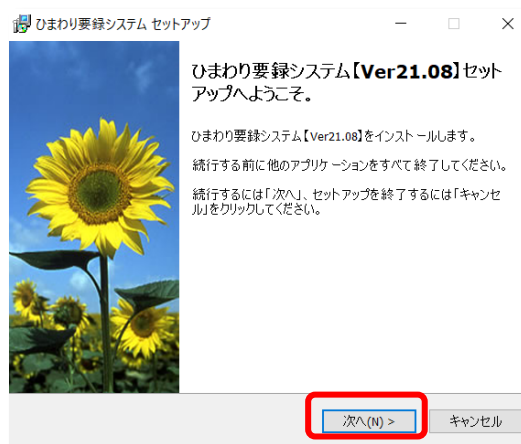 ひまわり要録システム セットアップ
ひまわり要録システム【Ver21.08】セット
アップへようこそ。
ひまわり要録システム【Ver21.08】をインストールします。
続行する前に他のアプリケーションをすべて終了してください。
続行するには「次へ」、セットアップを終了するには「キャンセ
ル」をクリックしてください。
次へ(N) >
キャンセル